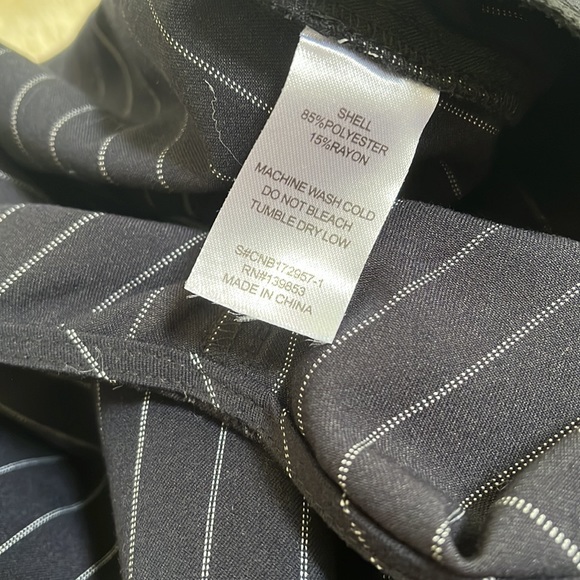 SHELL
85%POLYESTER
15%RAYON
MACHINE WASH COLD
DO NOT BLEACH
TUMBLE DRY LOW
S#CNB172957-1
RN#139853
MADE IN CHINA